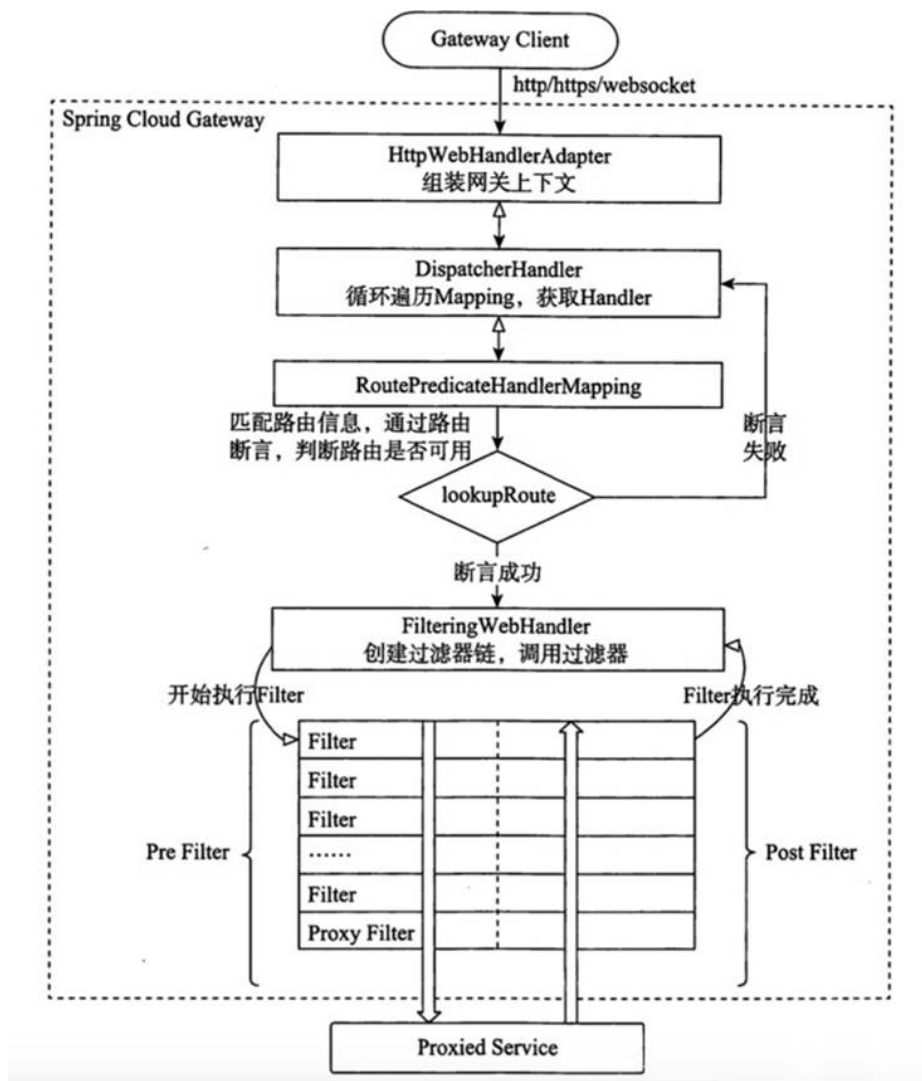 Gateway Client
http/https/websocket
Spring Cloud Gateway
HttpWebHandlerAdapter
组装网关上下文
DispatcherHandler
循环遍历Mapping，获取Handler
RoutePredicateHandlerMapping
匹配路由信息，通过路由
断言，判断路由是否可用
断言
失败
lookupRoute
断言成功
FilteringWebHandler
创建过滤器链，调用过滤器
开始执行Filter
Filter执行完成
Filter
Filter
Filter
Pre Filter
……
Post Filter
Filter
Proxy Filter
Proxied Service